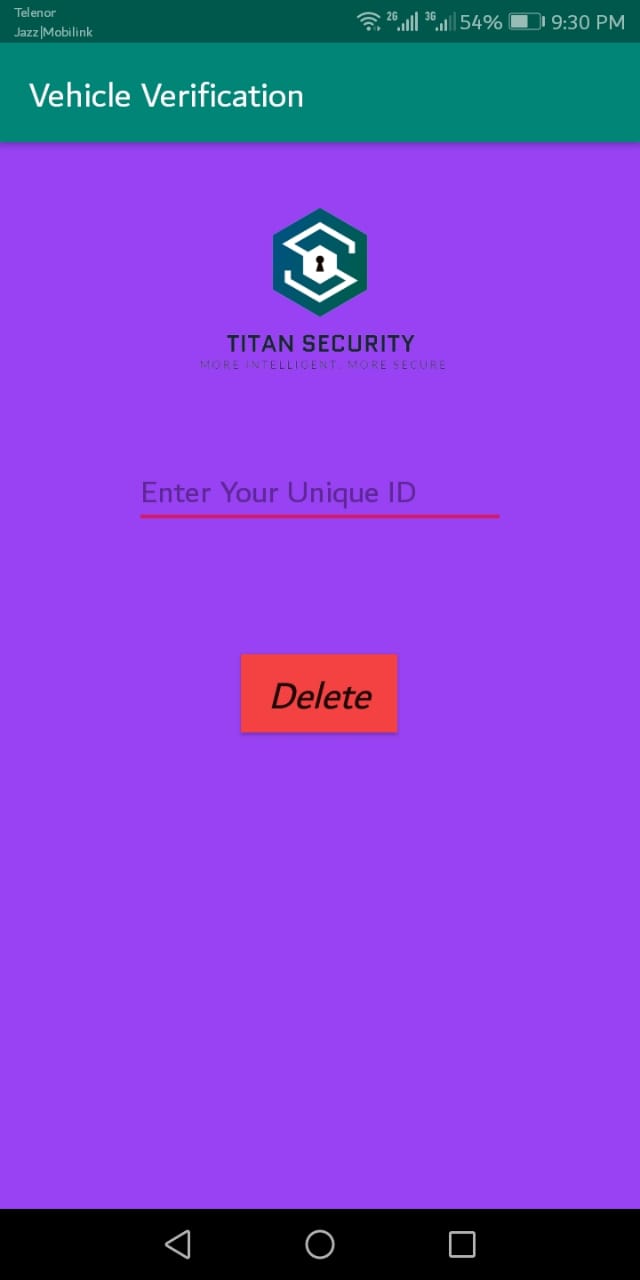 Telenor
Jazz|Mobilink
2G 3G 54% 9:30 PM
Vehicle Verification
TITAN SECURITY
MORE INTELLIGENT, MORE SECURE
Enter Your Unique ID
Delete